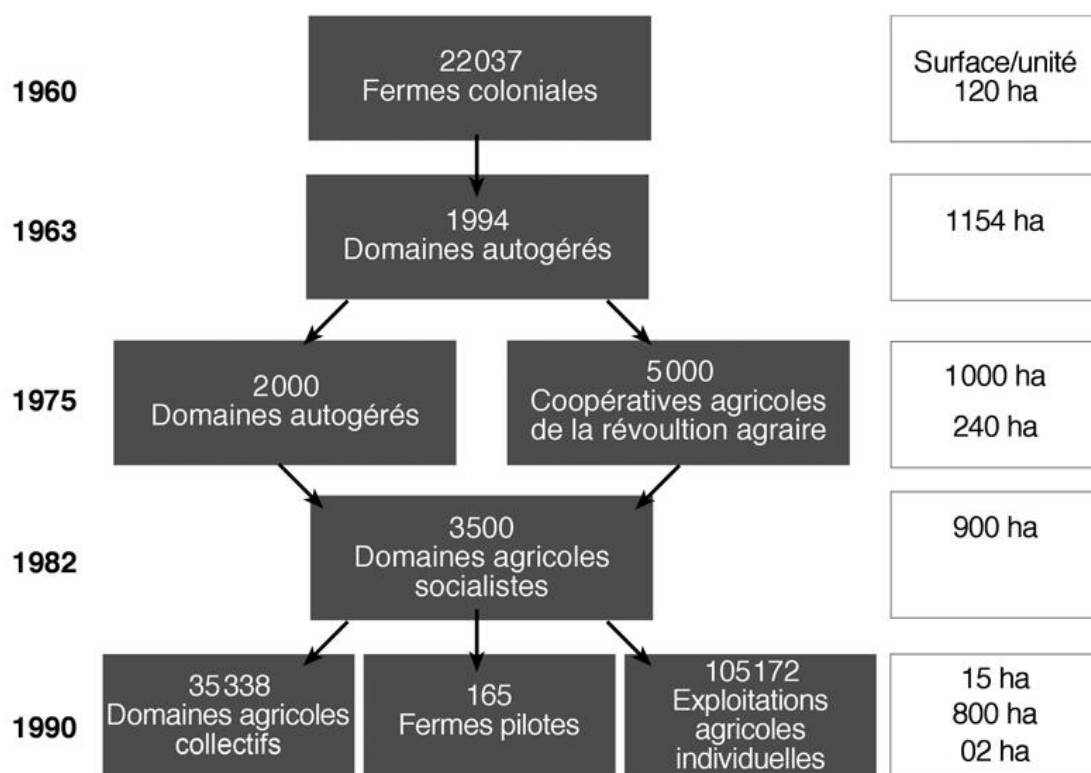 1960
22037
Fermes coloniales
Surface/unité
120 ha
1963
1994
Domaines autogérés
1154 ha
1975
2000
Domaines autogérés
5000
Coopératives agricoles
de la révoultion agraire
1000 ha
240 ha
1982
3500
Domaines agricoles
socialistes
900 ha
1990
35338
Domaines agricoles
collectifs
165
Fermes pilotes
105172
Exploitations
agricoles
individuelles
15 ha
800 ha
02 ha